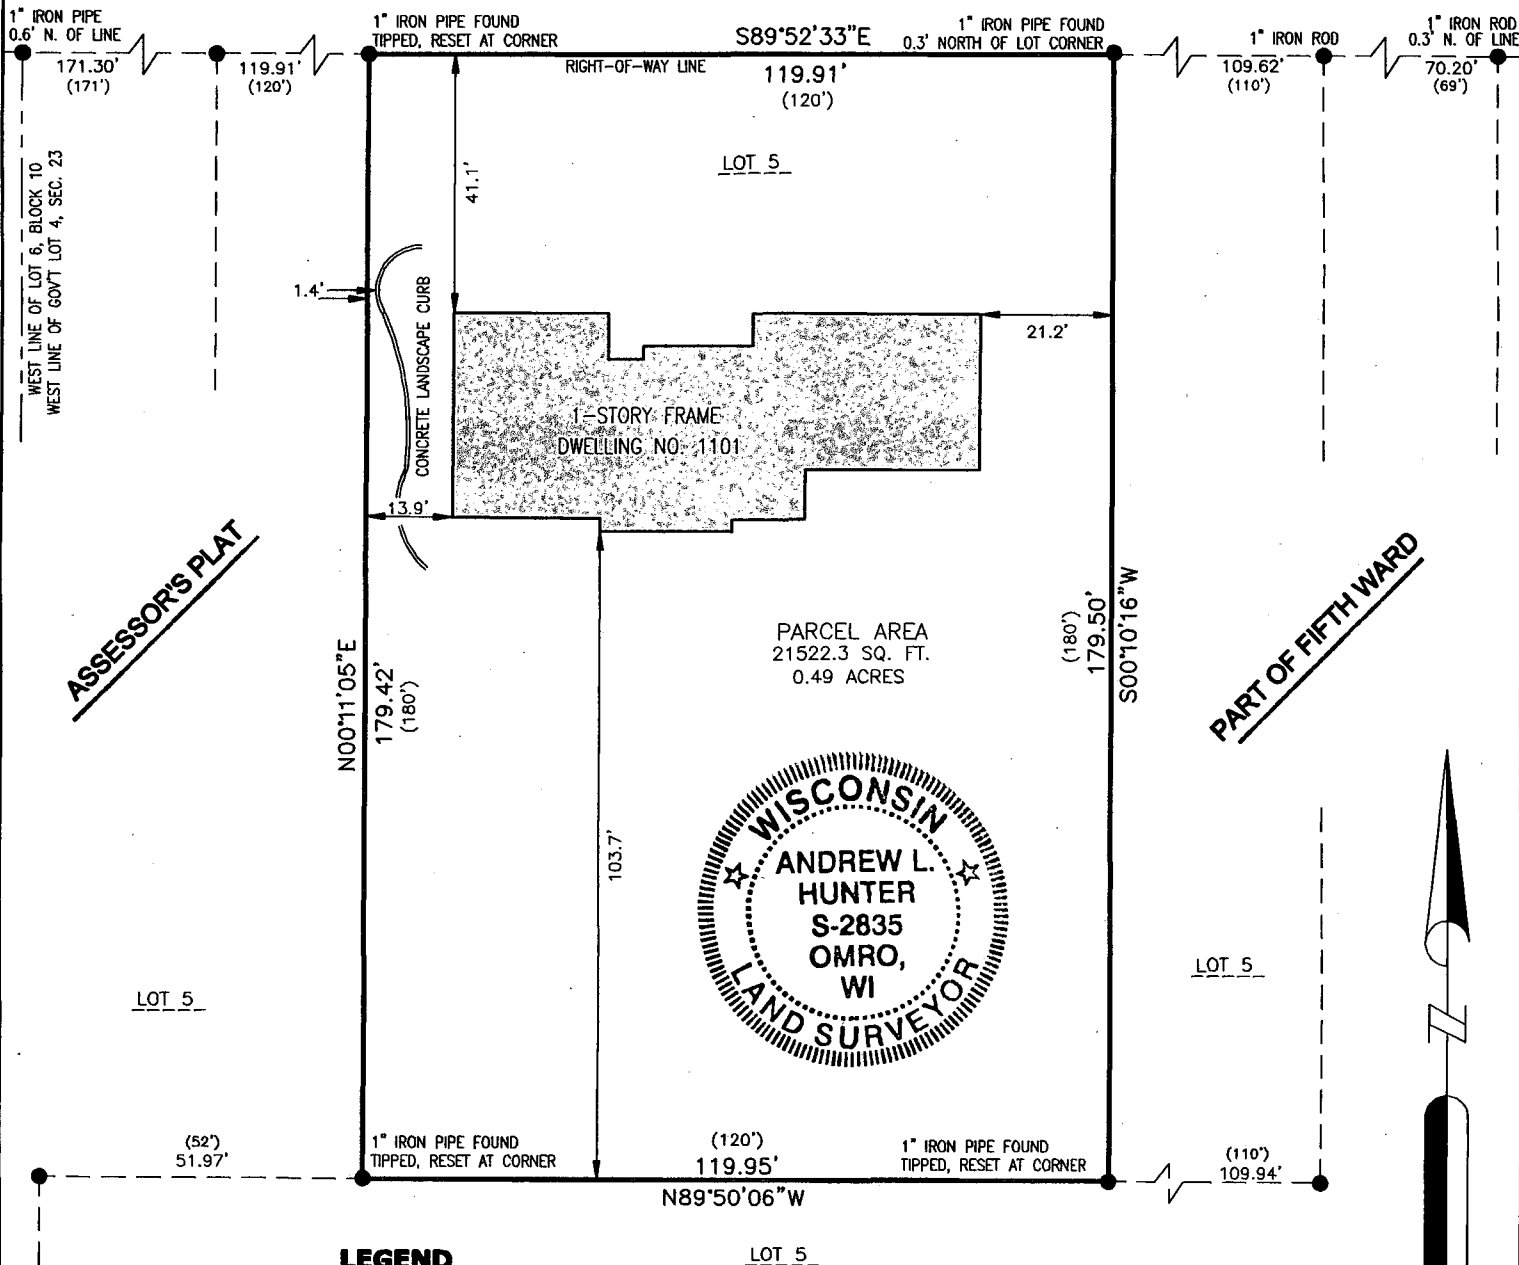 1" IRON PIPE
0.6' N. OF LINE
1" IRON PIPE FOUND
TIPPED, RESET AT CORNER
S89°52'33"E
1" IRON PIPE FOUND
0.3' NORTH OF LOT CORNER
1" IRON ROD
1" IRON ROD
0.3' N. OF LINE
171.30'
(171')
119.91'
(120')
RIGHT-OF-WAY LINE
119.91'
(120')
109.62'
(110')
70.20'
(69')
WEST LINE OF LOT 6, BLOCK 10
WEST LINE OF GOV'T LOT 4, SEC. 23
41.1'
LOT 5
1.4'
CONCRETE LANDSCAPE CURB
21.2'
1-STORY FRAME
DWELLING NO. 1101
13.9'
ASSESSOR'S PLAT
N00°11'05"E
179.42'
(180')
PARCEL AREA
21522.3 SQ. FT.
0.49 ACRES
(180')
179.50'
S00°10'16"W
PART OF FIFTH WARD
103.7'
WISCONSIN
ANDREW L.
HUNTER
S-2835
OMRO,
WI
LAND SURVEYOR
LOT 5
LOT 5
N
(52')
51.97'
1" IRON PIPE FOUND
TIPPED, RESET AT CORNER
(120')
119.95'
N89°50'06"W
1" IRON PIPE FOUND
TIPPED, RESET AT CORNER
(110')
109.94'
LEGEND
LOT 5